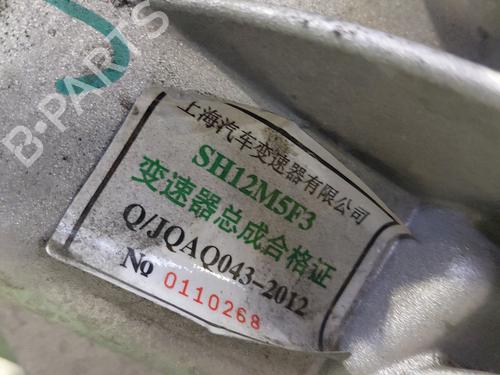 B-PARTS
上海汽车变速器有限公司
SH12M5F3
变速器总成合格证
Q/JQAQ043-2012
№ 0110268